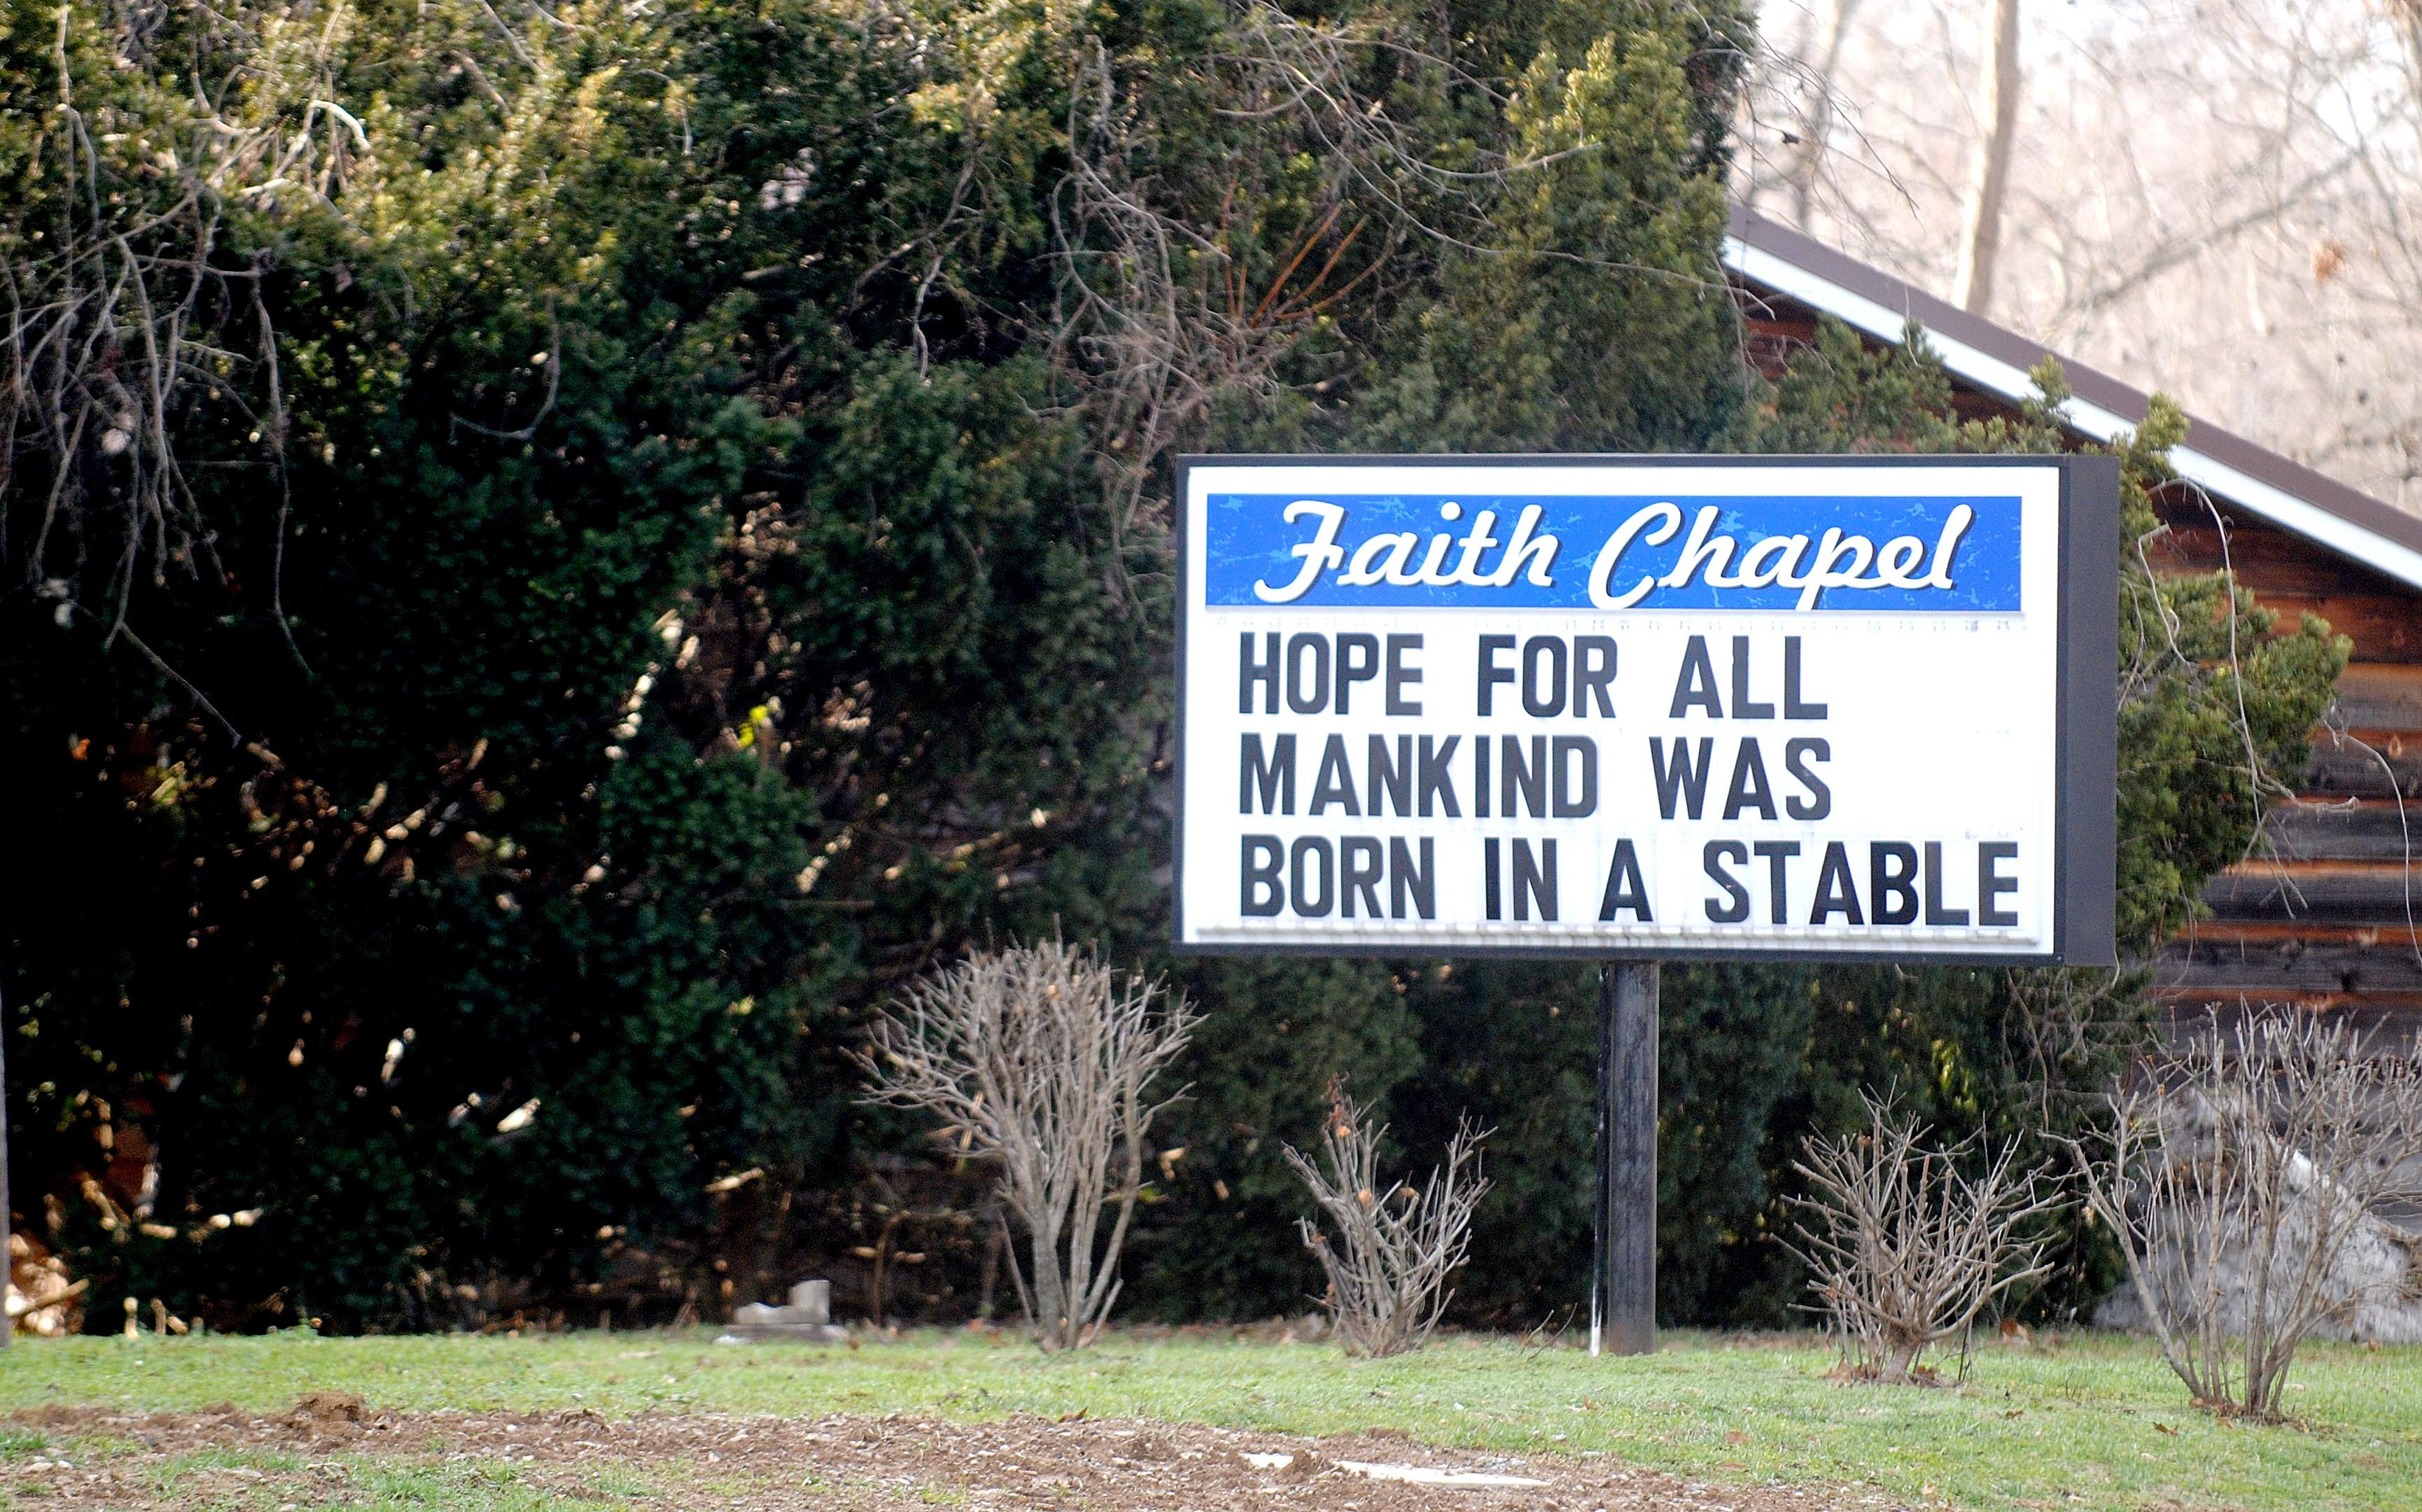 Faith Chapel
HOPE FOR ALL
MANKIND WAS
BORN IN A STABLE